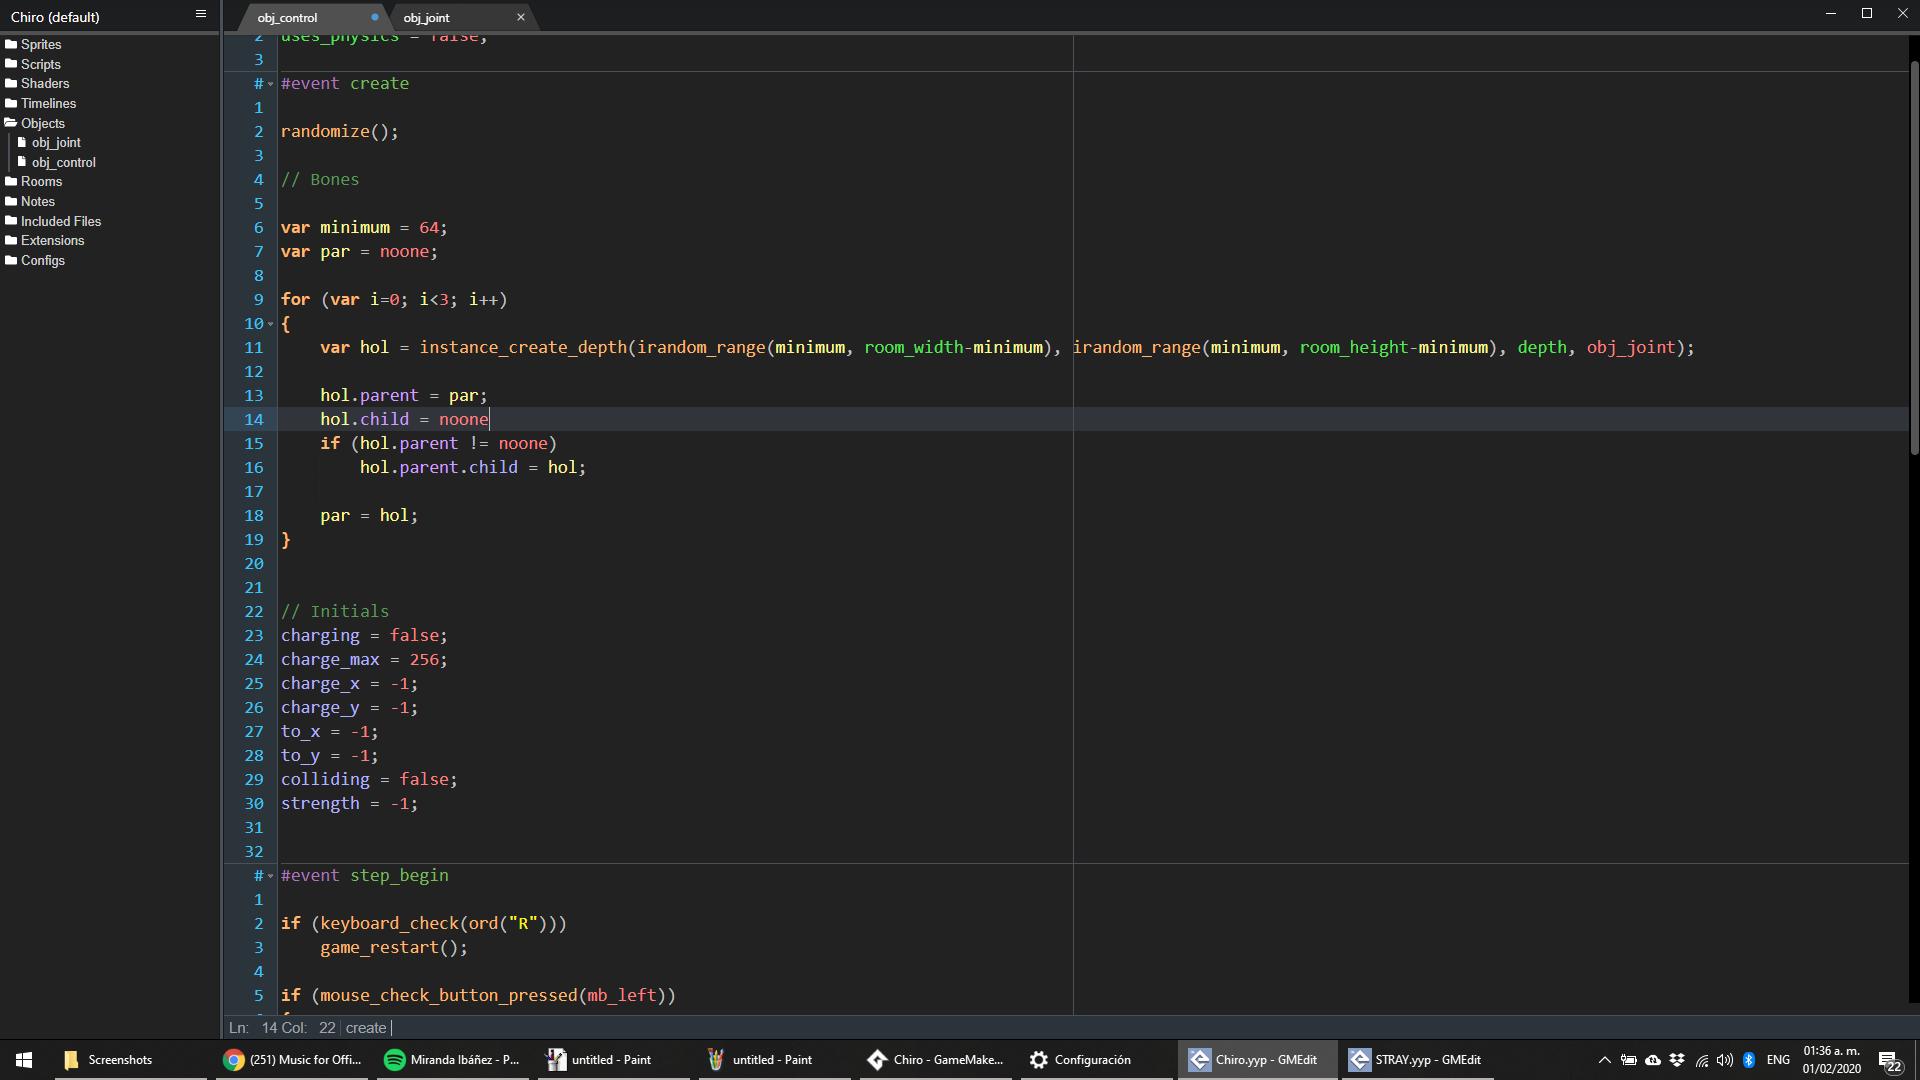 Chiro (default)
obj_control
obj_joint
Sprites
Scripts
Shaders
Timelines
Objects
obj_joint
obj_control
Rooms
Notes
Included Files
Extensions
Configs
2 uses_physics = false;
3
# #event create
1
2 randomize();
3
4 // Bones
5
6 var minimum = 64;
7 var par = noone;
8
9 for (var i=0; i<3; i++)
10 {
11 var hol = instance_create_depth(irandom_range(minimum, room_width-minimum), irandom_range(minimum, room_height-minimum), depth, obj_joint);
12
13 hol.parent = par;
14 hol.child = noone
15 if (hol.parent != noone)
16 hol.parent.child = hol;
17
18 par = hol;
19 }
20
21
22 // Initials
23 charging = false;
24 charge_max = 256;
25 charge_x = -1;
26 charge_y = -1;
27 to_x = -1;
28 to_y = -1;
29 colliding = false;
30 strength = -1;
31
32
# #event step_begin
1
2 if (keyboard_check(ord("R")))
3 game_restart();
4
5 if (mouse_check_button_pressed(mb_left))
Ln: 14 Col: 22 create
Screenshots
(251) Music for Offi...
Miranda Ibáñez - P...
untitled - Paint
untitled - Paint
Chiro - GameMake...
Configuración
Chiro.yyp - GMEdit
STRAY.yyp - GMEdit
ENG
01:36 a. m.
01/02/2020
22